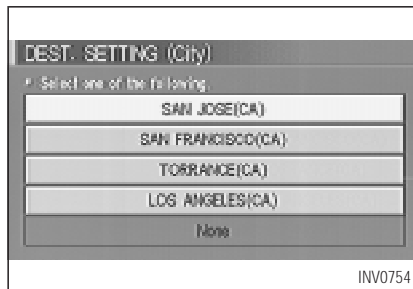 DEST. SETTING (City)
Select one of the following.
SAN JOSE(CA)
SAN FRANCISCO(CA)
TORRANCE(CA)
LOS ANGELES(CA)
None
INV0754